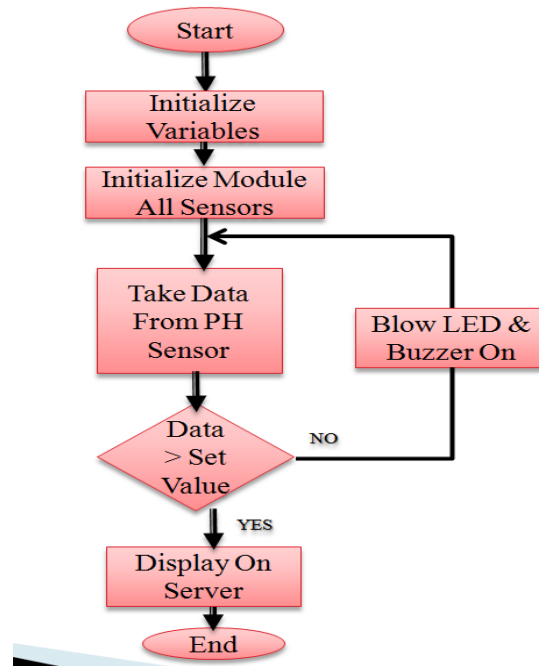 Start
Initialize
Variables
Initialize Module
All Sensors
Take Data
From PH
Sensor
Blow LED &
Buzzer On
Data
> Set
Value
NO
YES
Display On
Server
End